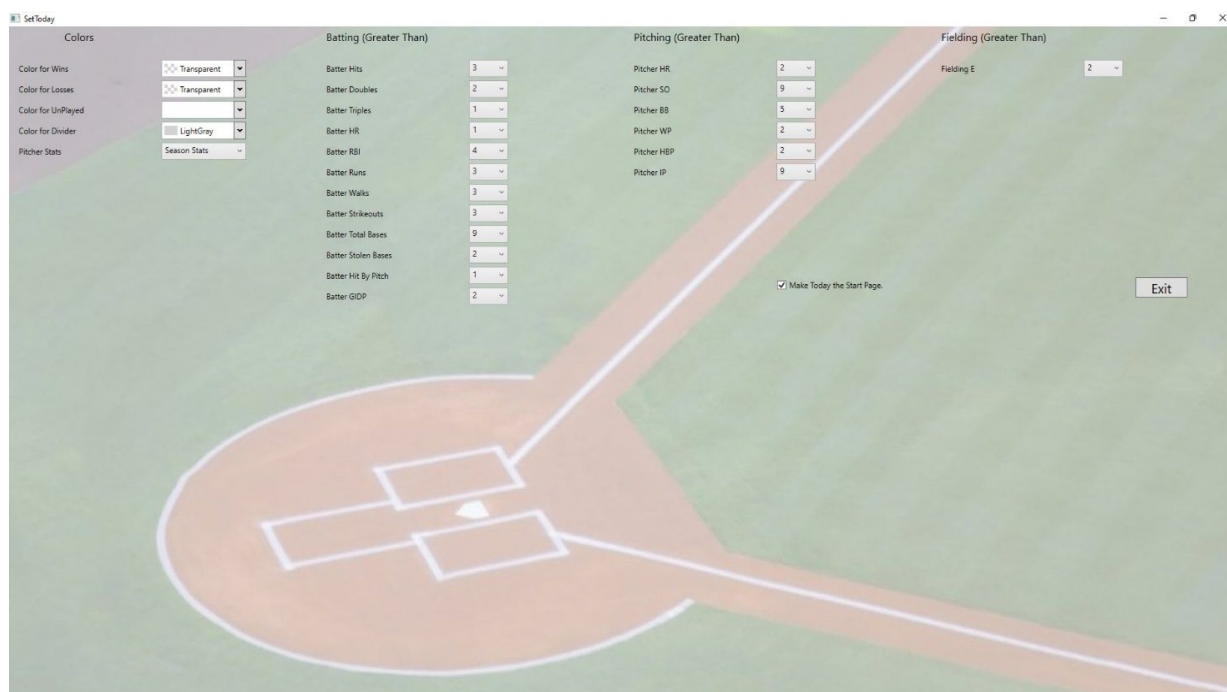 SetToday
Colors
Color for Wins Transparent
Color for Losses Transparent
Color for UnPlayed
Color for Divider LightGray
Pitcher Stats Season Stats
Batting (Greater Than)
Batter Hits 3
Batter Doubles 2
Batter Triples 1
Batter HR 1
Batter RBI 4
Batter Runs 3
Batter Walks 3
Batter Strikeouts 3
Batter Total Bases 9
Batter Stolen Bases 2
Batter Hit By Pitch 1
Batter GIDP 2
Pitching (Greater Than)
Pitcher HR 2
Pitcher SO 9
Pitcher BB 5
Pitcher WP 2
Pitcher HBP 2
Pitcher IP 9
Fielding (Greater Than)
Fielding E 2
Make Today the Start Page.
Exit